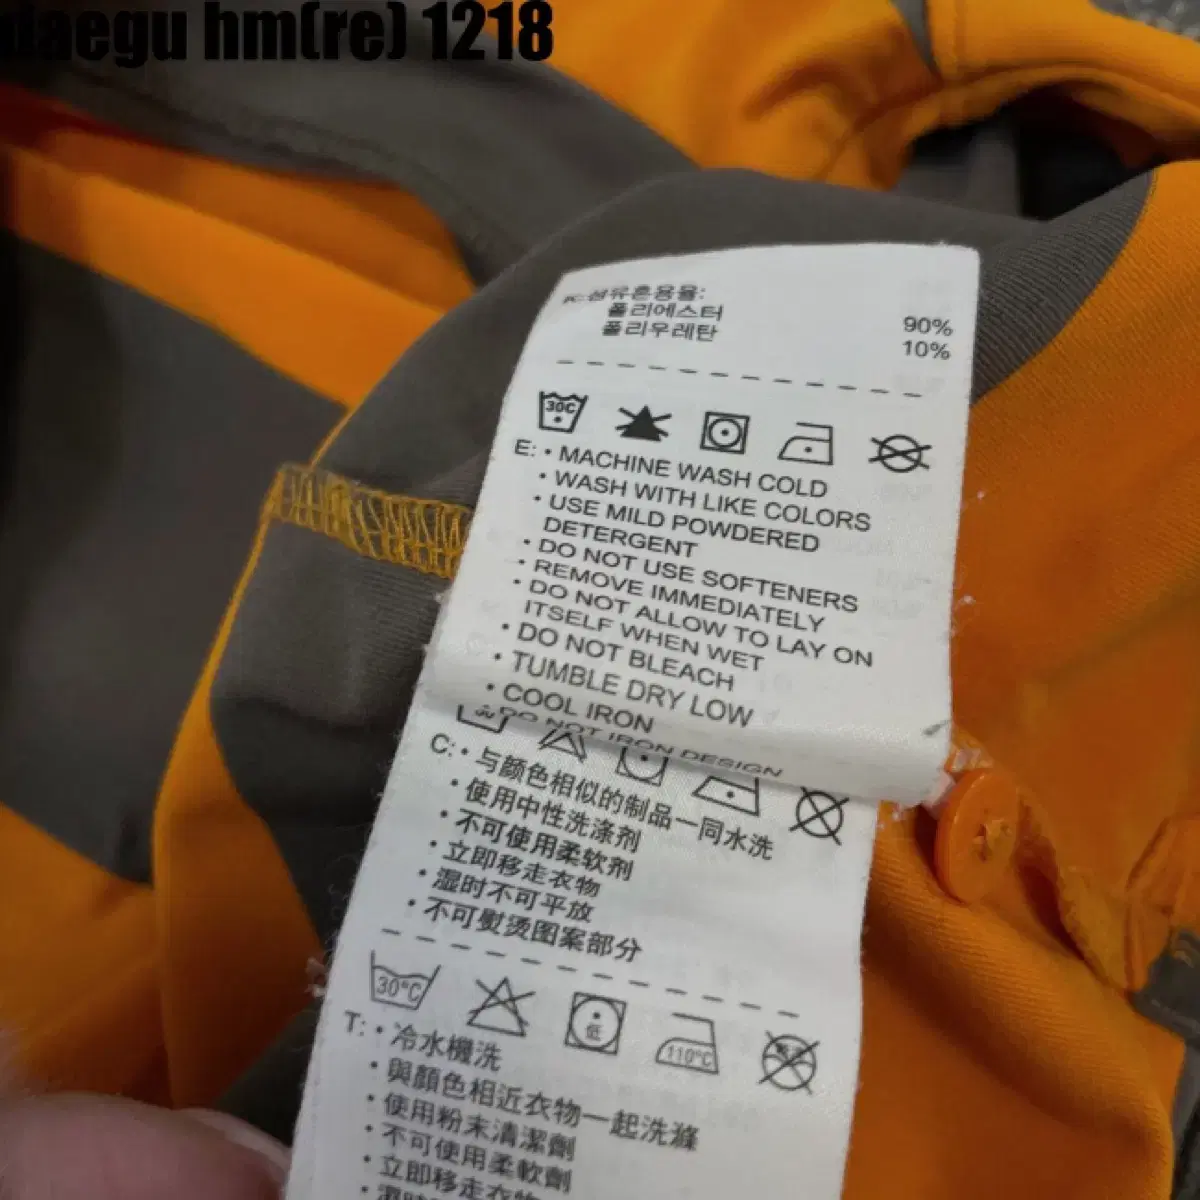 daegu hm(re) 1218
K: 섬유혼용율:
폴리에스터 90%
폴리우레탄 10%
30C
E: • MACHINE WASH COLD
• WASH WITH LIKE COLORS
• USE MILD POWDERED
DETERGENT
• DO NOT USE SOFTENERS
• REMOVE IMMEDIATELY
• DO NOT ALLOW TO LAY ON
ITSELF WHEN WET
• DO NOT BLEACH
• TUMBLE DRY LOW
• COOL IRON
DO NOT IRON DESIGN
C: • 与颜色相似的制品一同水洗
• 使用中性洗涤剂
• 不可使用柔软剂
• 立即移走衣物
• 湿时不可平放
• 不可熨烫图案部分
30°C
低
110°C
T: • 冷水機洗
• 與顏色相近衣物一起洗滌
• 使用粉末清潔劑
• 不可使用柔軟劑
• 立即移走衣物